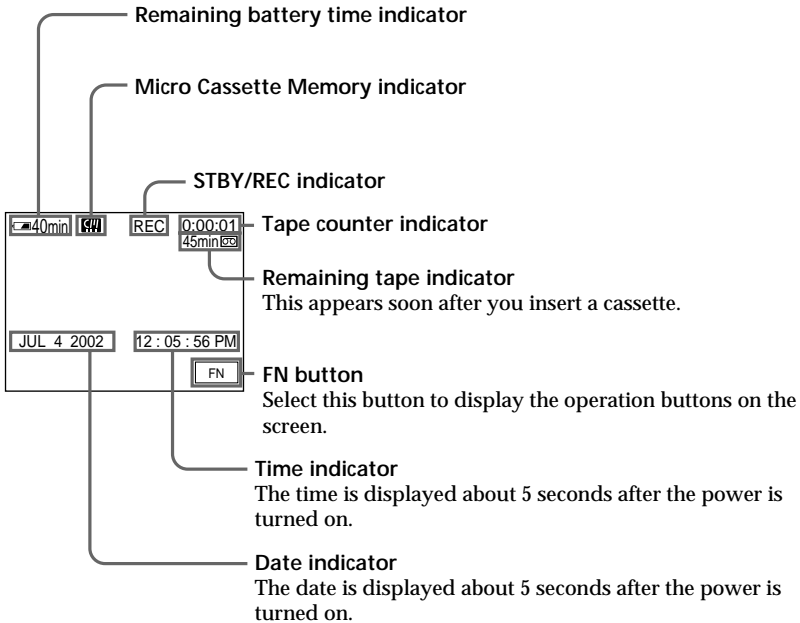 Remaining battery time indicator
Micro Cassette Memory indicator
STBY/REC indicator
40min
REC
0:00:01
Tape counter indicator
45min
Remaining tape indicator
This appears soon after you insert a cassette.
JUL 4 2002
12 : 05 : 56 PM
FN
FN button
Select this button to display the operation buttons on the
screen.
Time indicator
The time is displayed about 5 seconds after the power is
turned on.
Date indicator
The date is displayed about 5 seconds after the power is
turned on.